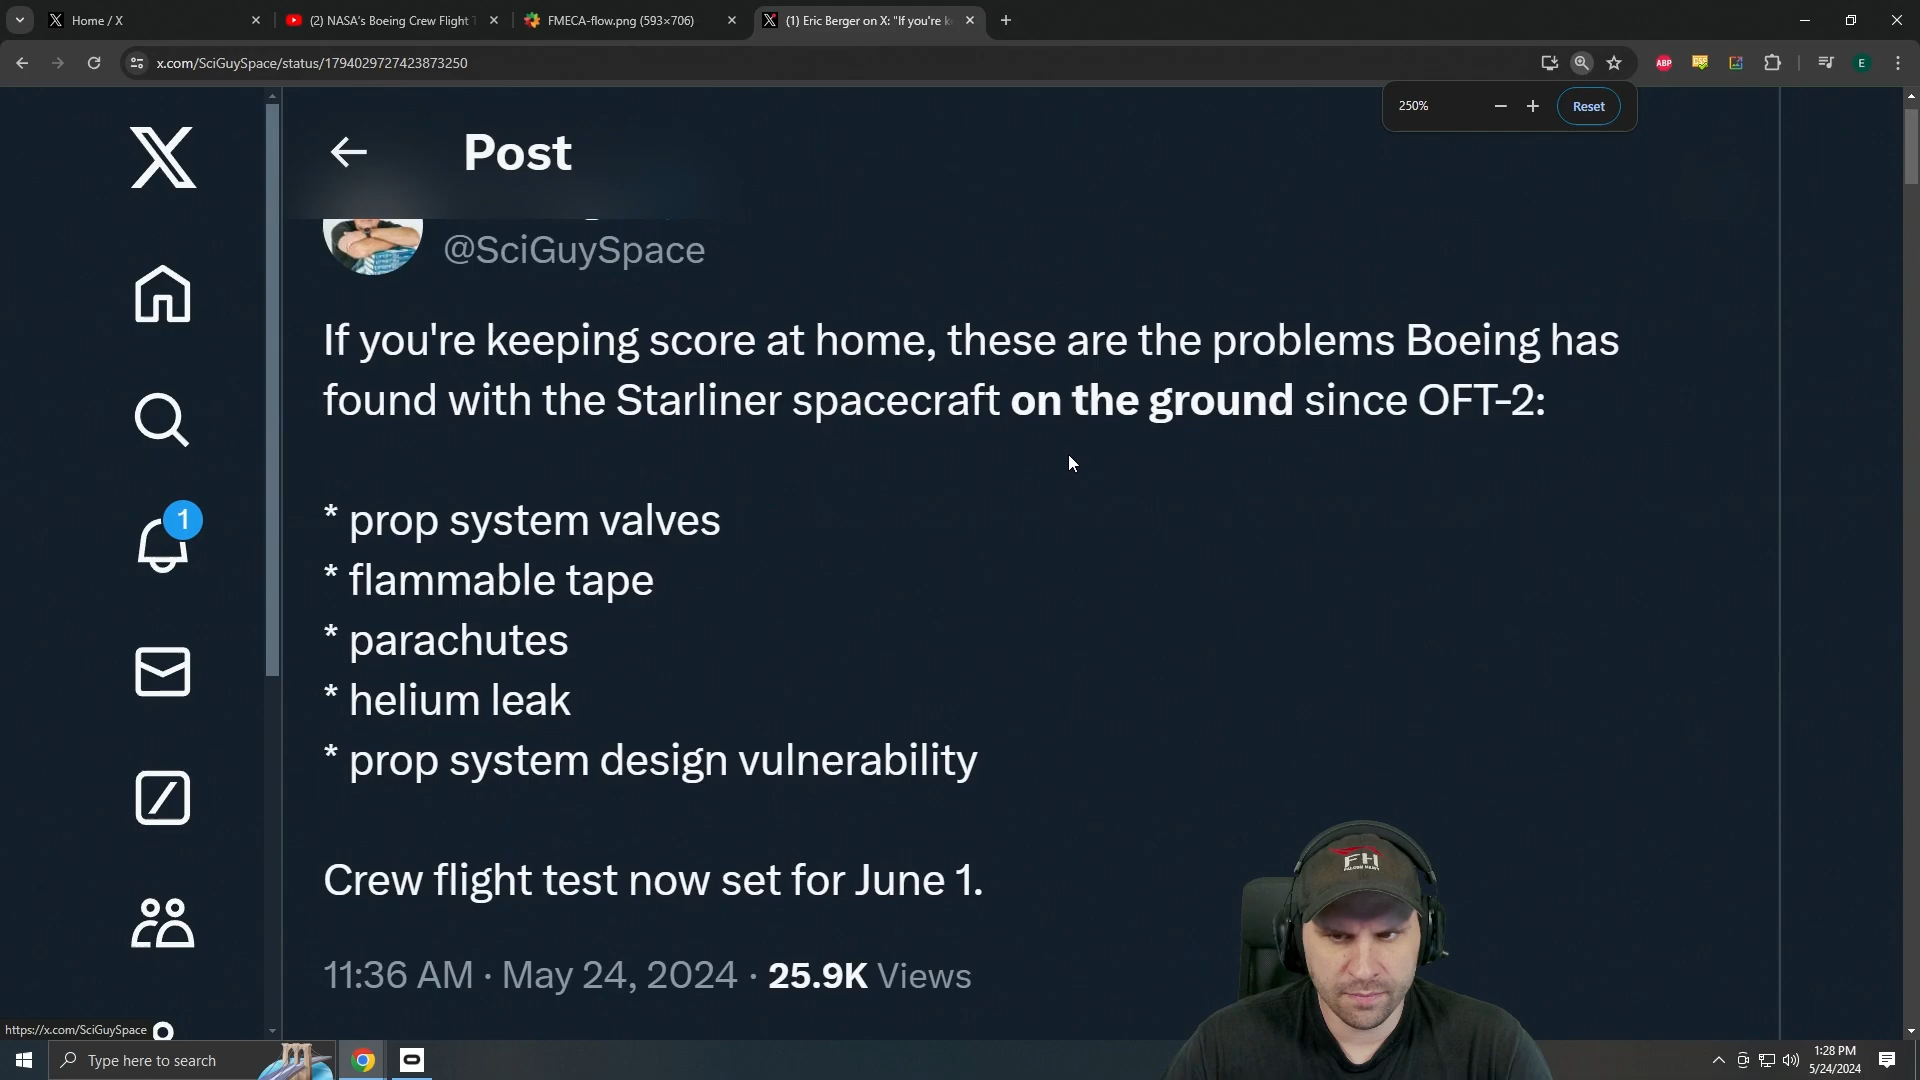 Home / X
(2) NASA's Boeing Crew Flight
FMECA-flow.png (593×706)
(1) Eric Berger on X: "If you're k
x.com/SciGuySpace/status/1794029727423873250
ABP
E
250%
Reset
Post
@SciGuySpace
If you're keeping score at home, these are the problems Boeing has
found with the Starliner spacecraft on the ground since OFT-2:
* prop system valves
* flammable tape
* parachutes
* helium leak
* prop system design vulnerability
Crew flight test now set for June 1.
11:36 AM · May 24, 2024 · 25.9K Views
1
FH
https://x.com/SciGuySpace
Type here to search
1:28 PM
5/24/2024